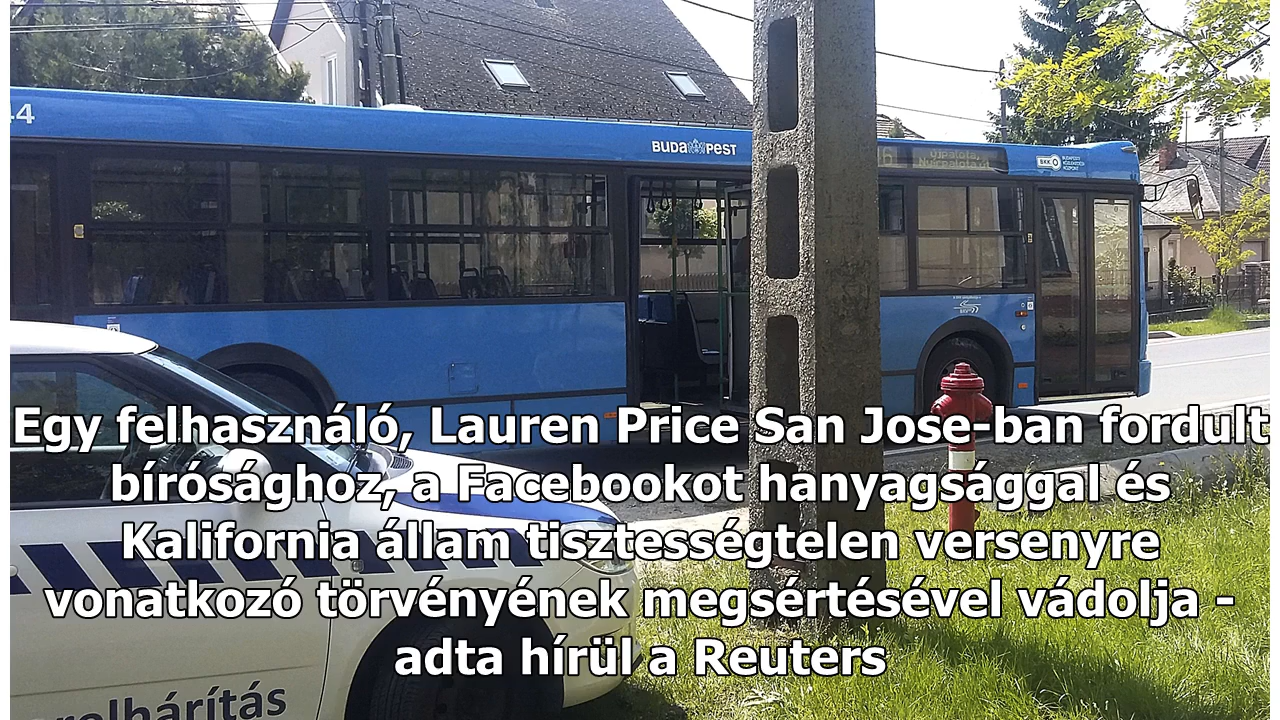 44
BUDAPEST
BKK
Egy felhasználó, Lauren Price San Jose-ban fordult
bírósághoz, a Facebookot hanyagsággal és
Kalifornia állam tisztességtelen versenyre
vonatkozó törvényének megsértésével vádolja -
adta hírül a Reuters